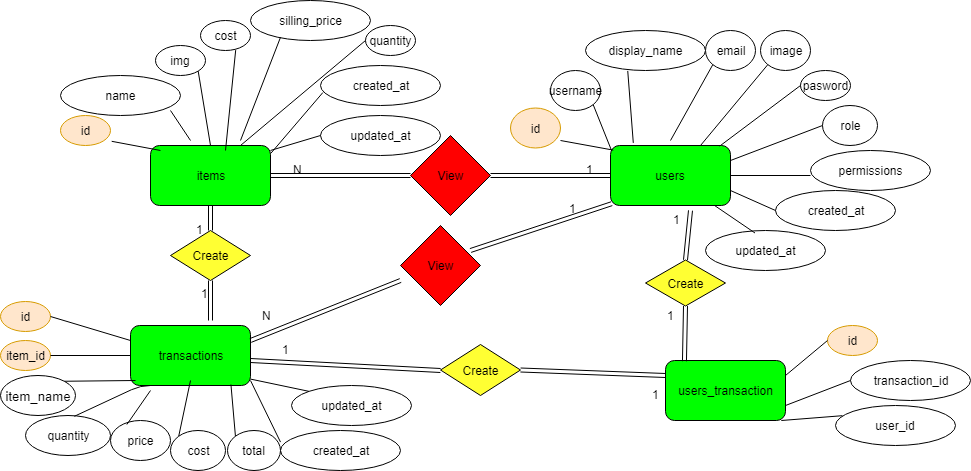 silling_price
cost
quantity
img
name
created_at
id
updated_at
items
display_name
email
image
username
pasword
id
role
users
permissions
created_at
updated_at
N
View
1
1
Create
1
1
View
N
1
Create
1
id
item_id
item_name
transactions
quantity
price
cost
total
created_at
updated_at
1
Create
1
users_transaction
id
transaction_id
user_id